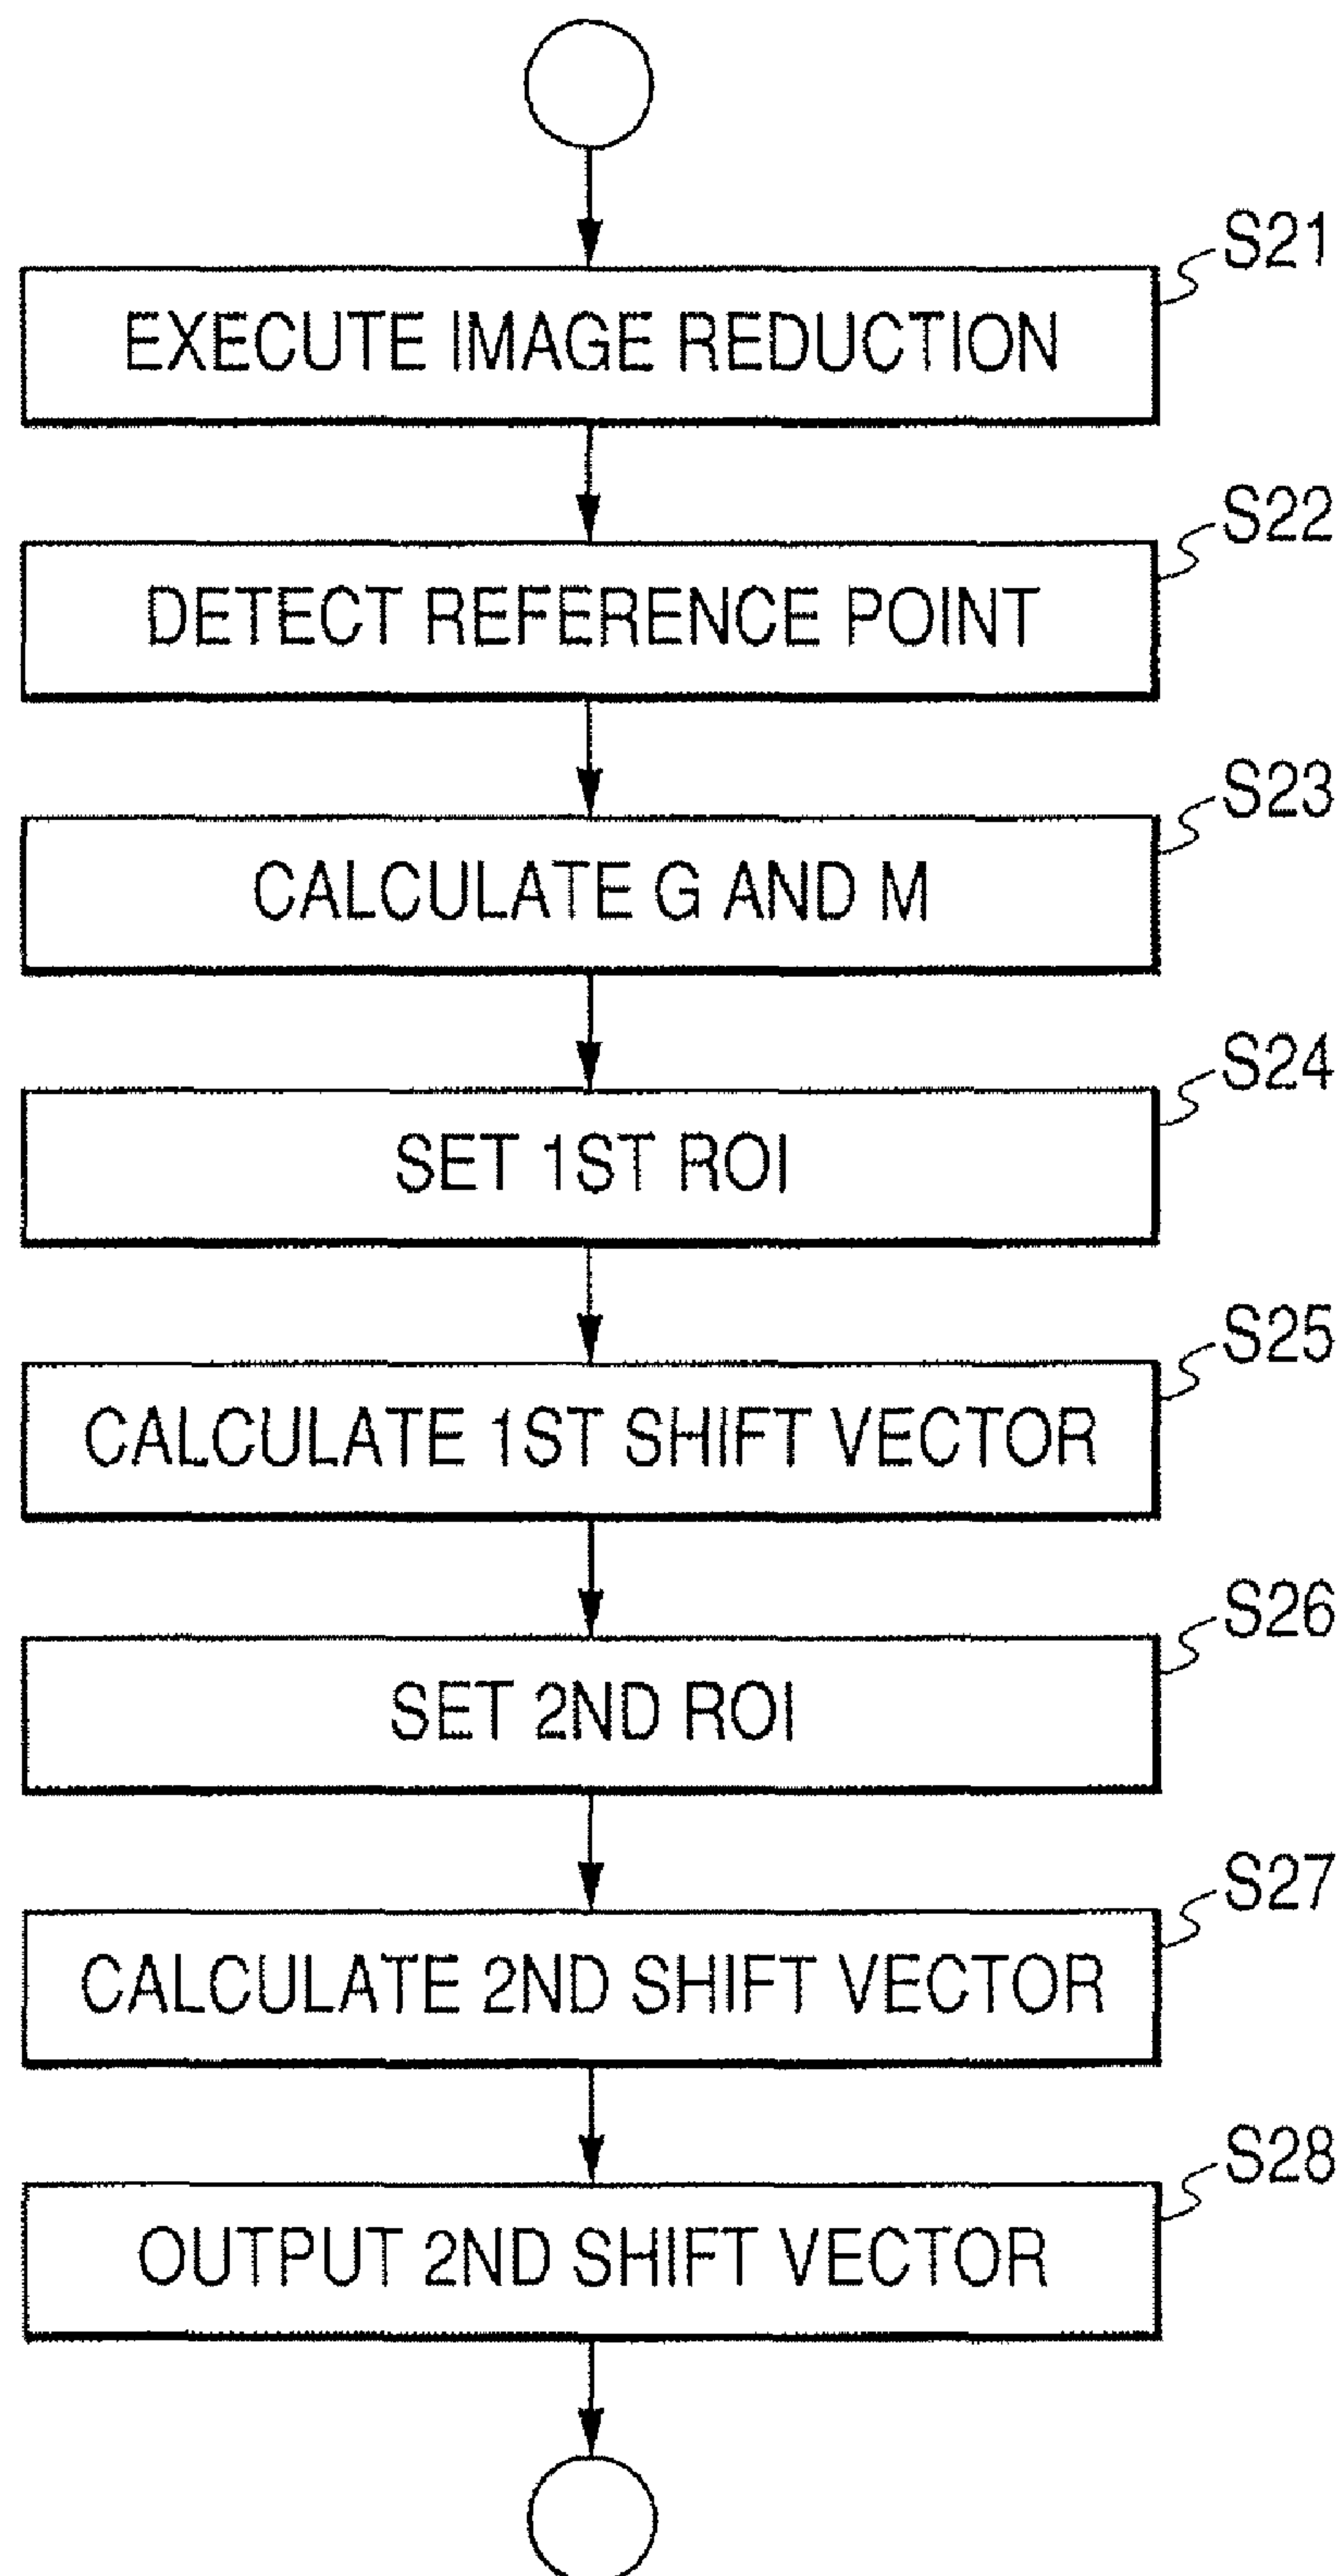 S21
EXECUTE IMAGE REDUCTION
S22
DETECT REFERENCE POINT
S23
CALCULATE G AND M
S24
SET 1ST ROI
S25
CALCULATE 1ST SHIFT VECTOR
S26
SET 2ND ROI
S27
CALCULATE 2ND SHIFT VECTOR
S28
OUTPUT 2ND SHIFT VECTOR